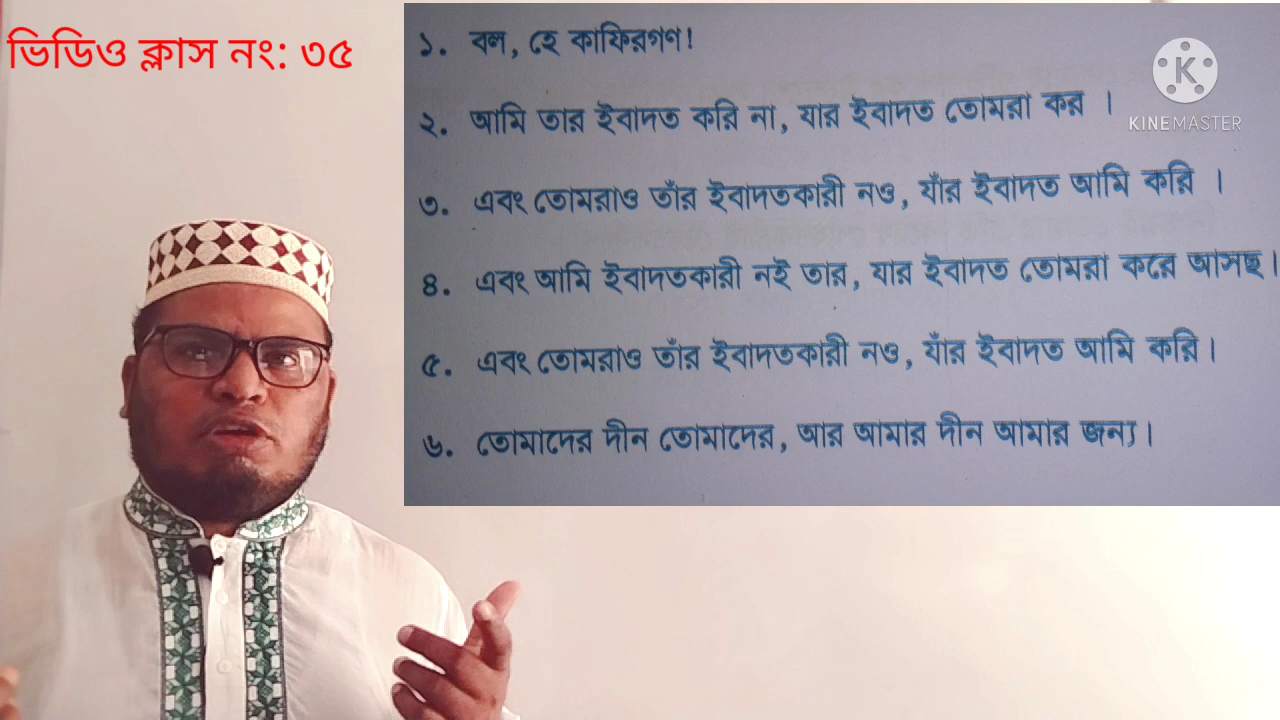 ভিডিও ক্লাস নং: ৩৫
১. বল, হে কাফিরগণ!
২. আমি তার ইবাদত করি না, যার ইবাদত তোমরা কর ।
৩. এবং তোমরাও তাঁর ইবাদতকারী নও, যাঁর ইবাদত আমি করি ।
৪. এবং আমি ইবাদতকারী নই তার, যার ইবাদত তোমরা করে আসছ।
৫. এবং তোমরাও তাঁর ইবাদতকারী নও, যাঁর ইবাদত আমি করি।
৬. তোমাদের দীন তোমাদের, আর আমার দীন আমার জন্য।
K
KINEMASTER